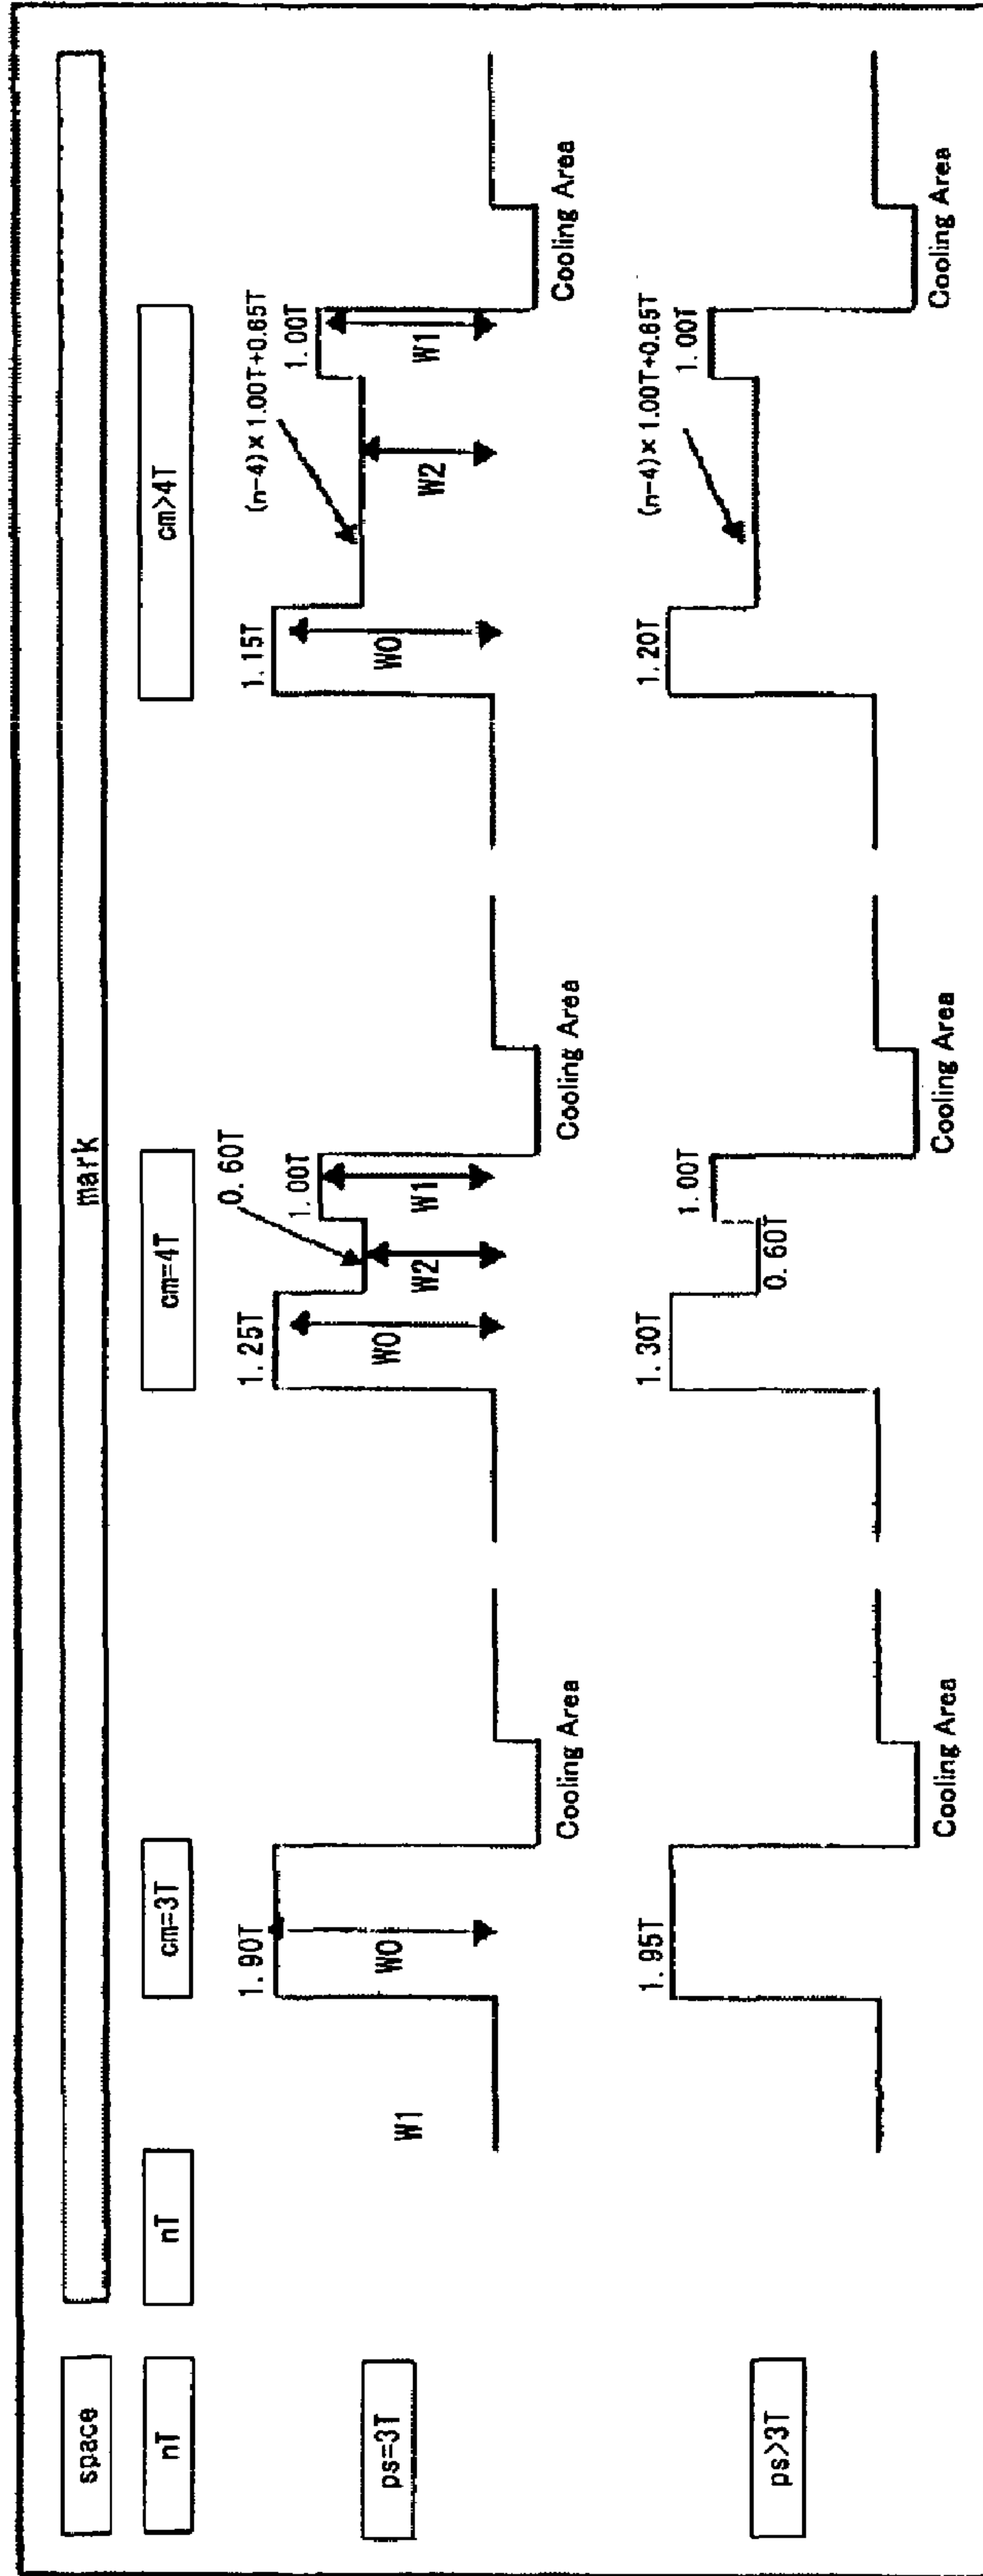 space
mark
nT
nT
cm=3T
cm=4T
cm>4T
ps=3T
W1
1.90T
W0
Cooling Area
1.25T
0.60T
1.00T
W0
W2
W1
Cooling Area
1.15T
(n-4)×1.00T+0.65T
1.00T
W0
W2
W1
Cooling Area
ps>3T
1.95T
Cooling Area
1.30T
0.60T
1.00T
Cooling Area
1.20T
(n-4)×1.00T+0.65T
1.00T
Cooling Area